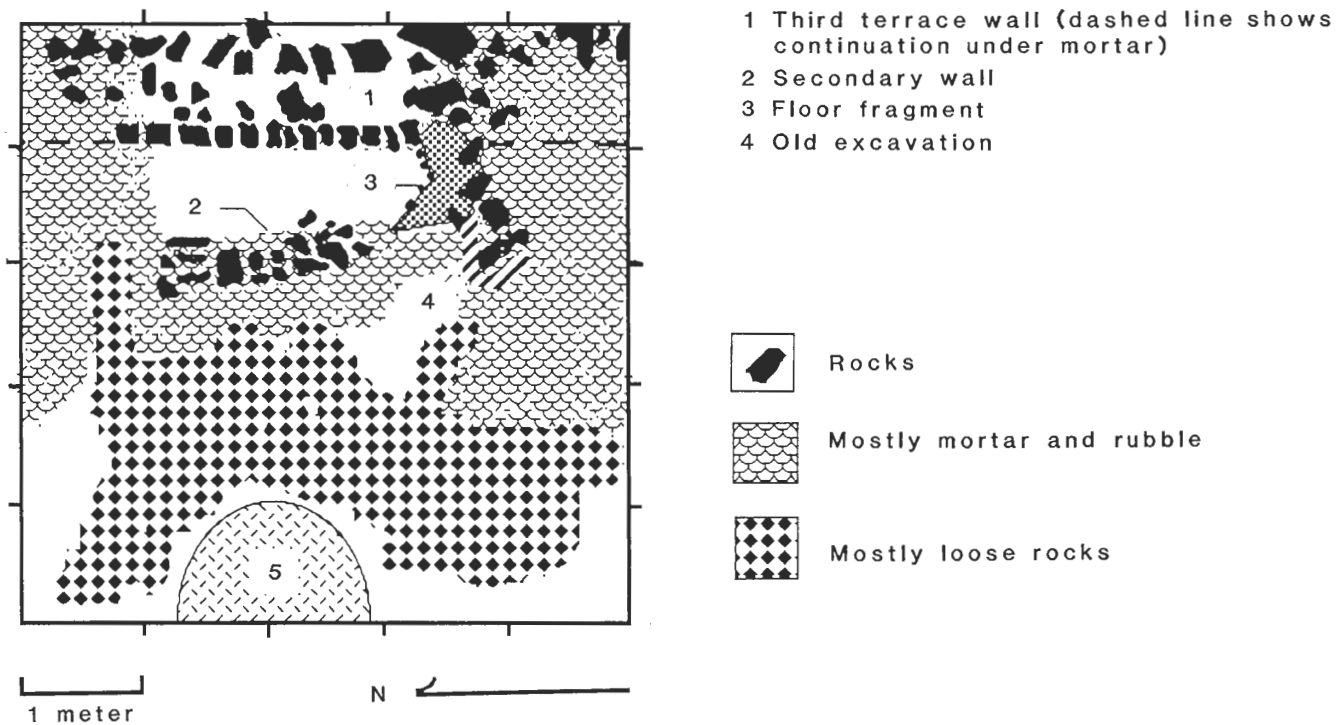 1 Third terrace wall (dashed line shows
continuation under mortar)
2 Secondary wall
3 Floor fragment
4 Old excavation
1
3
2
4
5
Rocks
Mostly mortar and rubble
Mostly loose rocks
N
1 meter